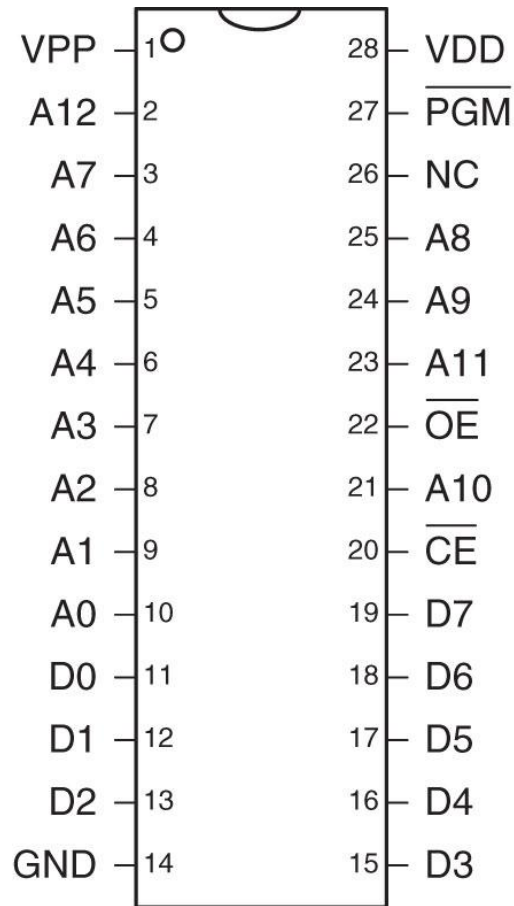 VPP 1 28 VDD
A12 2 27 PGM
A7 3 26 NC
A6 4 25 A8
A5 5 24 A9
A4 6 23 A11
A3 7 22 OE
A2 8 21 A10
A1 9 20 CE
A0 10 19 D7
D0 11 18 D6
D1 12 17 D5
D2 13 16 D4
GND 14 15 D3